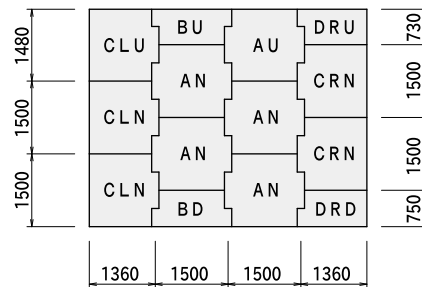 BU DRU 730
1480 CLU AU
AN CRN 1500
1500 CLN AN
AN CRN 1500
1500 CLN AN
BD DRD 750
1360 1500 1500 1360